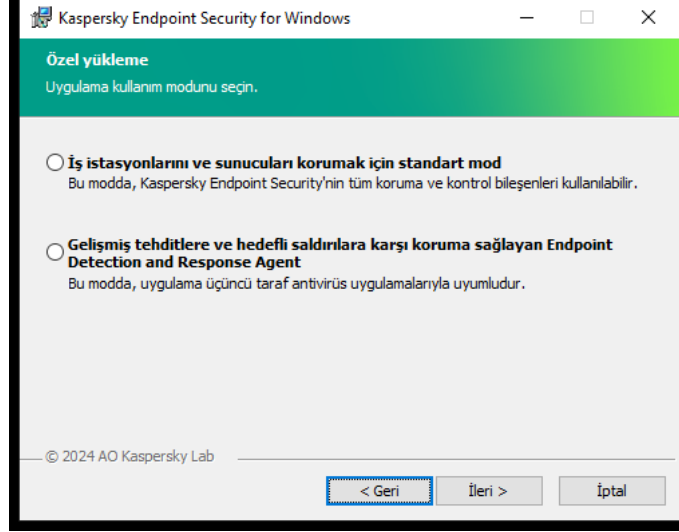 Kaspersky Endpoint Security for Windows
Özel yükleme
Uygulama kullanım modunu seçin.
İş istasyonlarını ve sunucuları korumak için standart mod
Bu modda, Kaspersky Endpoint Security'nin tüm koruma ve kontrol bileşenleri kullanılabilir.
Gelişmiş tehditlere ve hedefli saldırılara karşı koruma sağlayan Endpoint
Detection and Response Agent
Bu modda, uygulama üçüncü taraf antivirüs uygulamalarıyla uyumludur.
© 2024 AO Kaspersky Lab
< Geri İleri > İptal